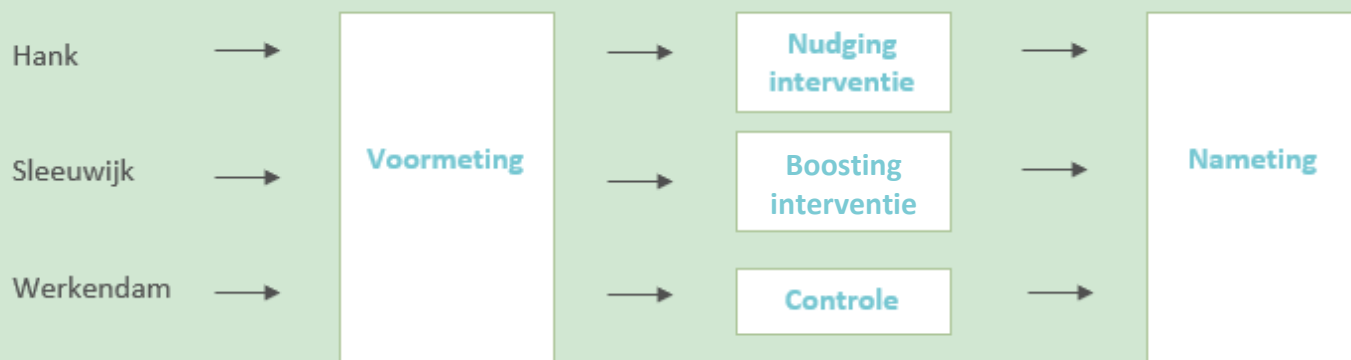 Hank
Nudging
interventie
Sleeuwijk
Voormeting
Boosting
interventie
Nameting
Werkendam
Controle